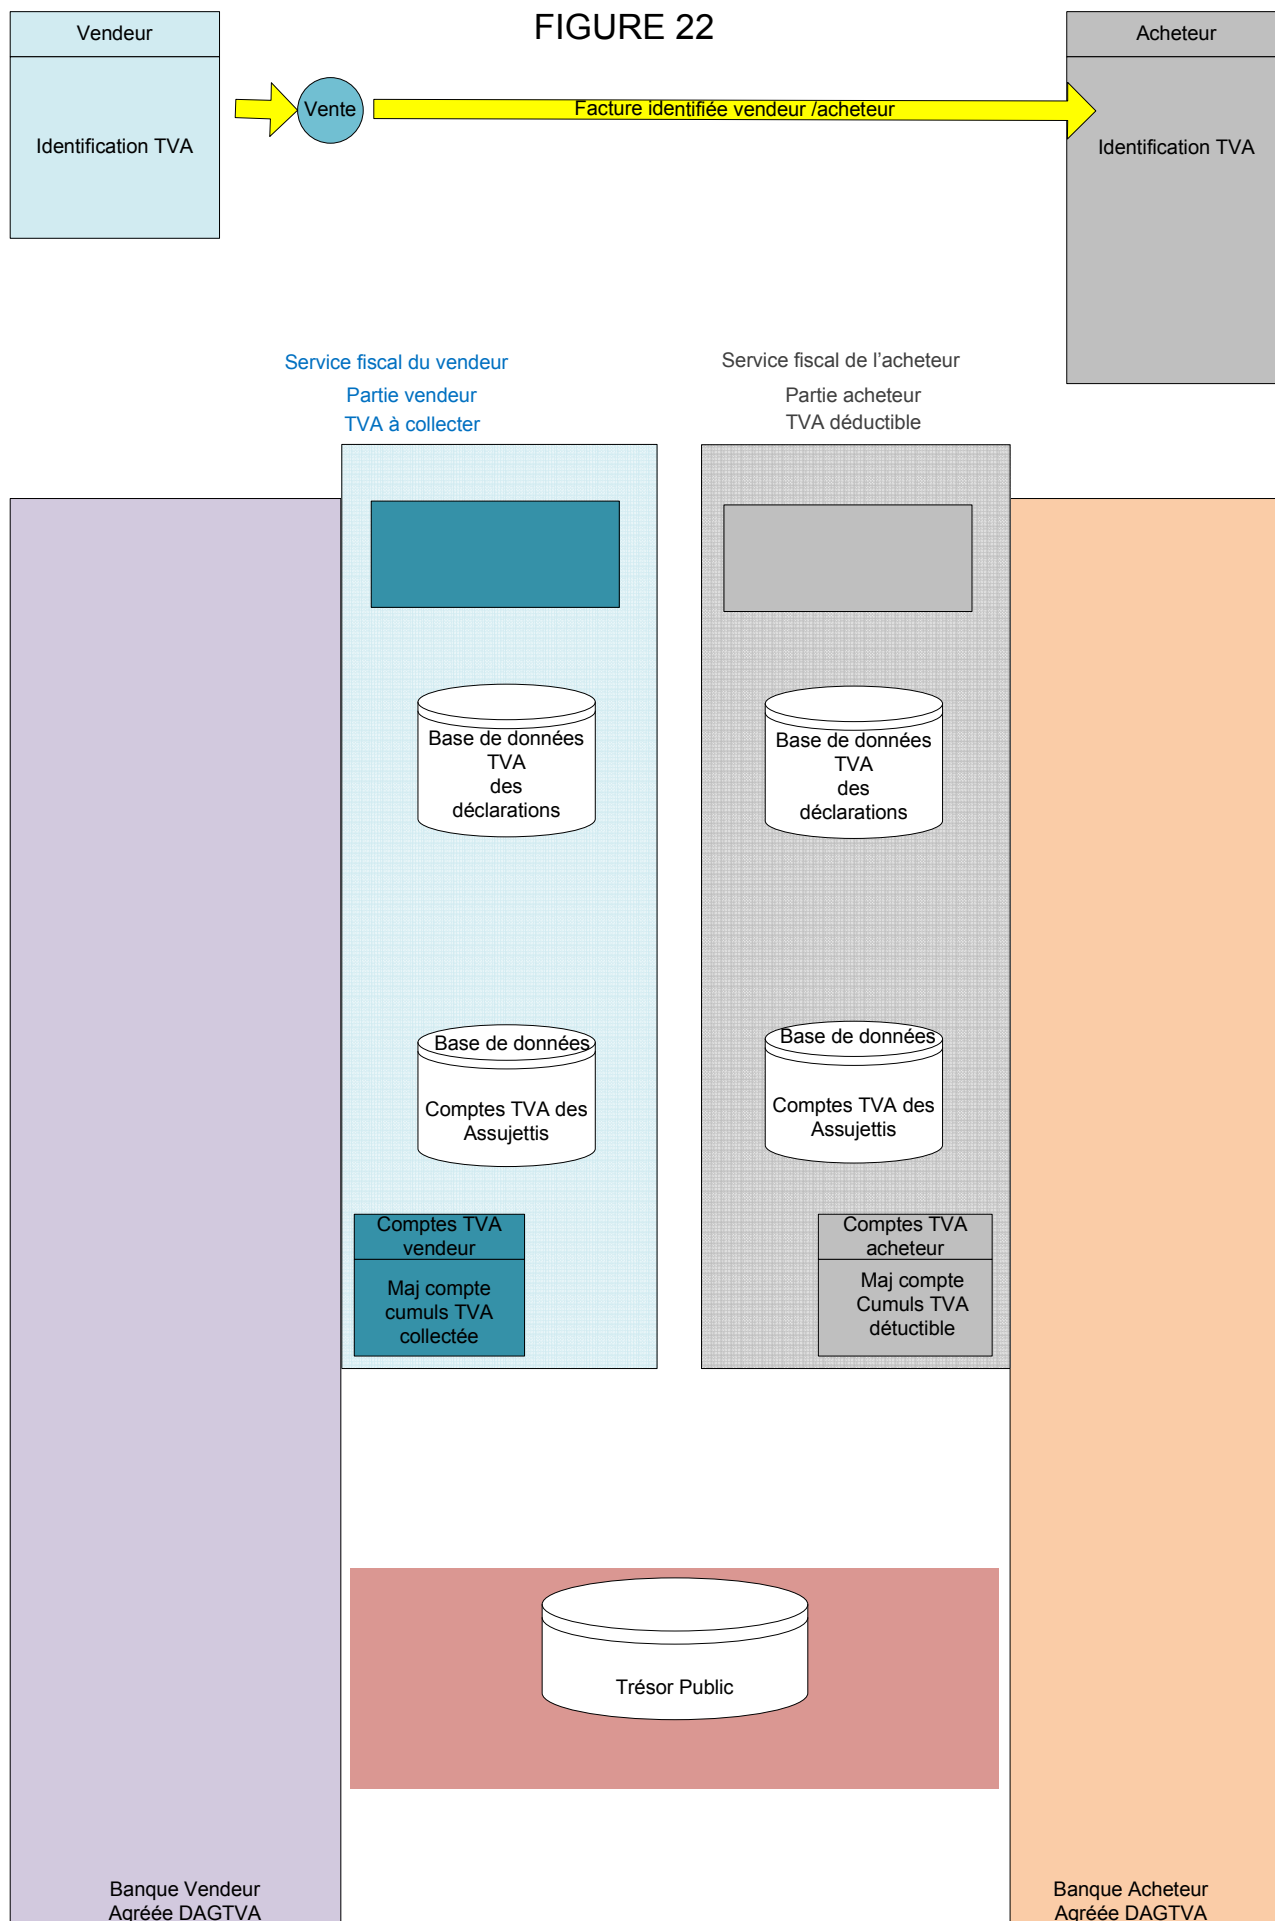 FIGURE 22
Vendeur
Identification TVA
Vente
Facture identifiée vendeur /acheteur
Acheteur
Identification TVA
Service fiscal du vendeur
Partie vendeur
TVA à collecter
Service fiscal de l'acheteur
Partie acheteur
TVA déductible
Base de données
TVA
des
déclarations
Base de données
TVA
des
déclarations
Base de données
Comptes TVA des
Assujettis
Base de données
Comptes TVA des
Assujettis
Comptes TVA
vendeur
Maj compte
cumuls TVA
collectée
Comptes TVA
acheteur
Maj compte
Cumuls TVA
détuctible
Trésor Public
Banque Vendeur
Agréée DAGTVA
Banque Acheteur
Agréée DAGTVA